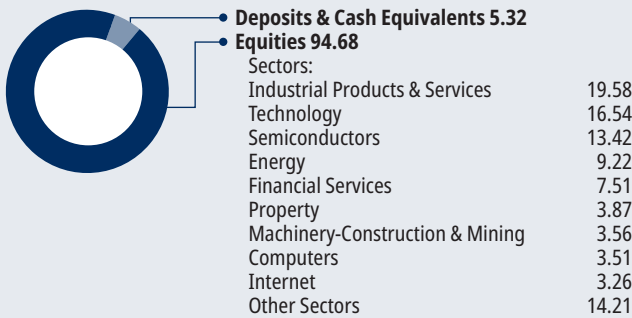 Deposits & Cash Equivalents 5.32
Equities 94.68
Sectors:
Industrial Products & Services 19.58
Technology 16.54
Semiconductors 13.42
Energy 9.22
Financial Services 7.51
Property 3.87
Machinery-Construction & Mining 3.56
Computers 3.51
Internet 3.26
Other Sectors 14.21